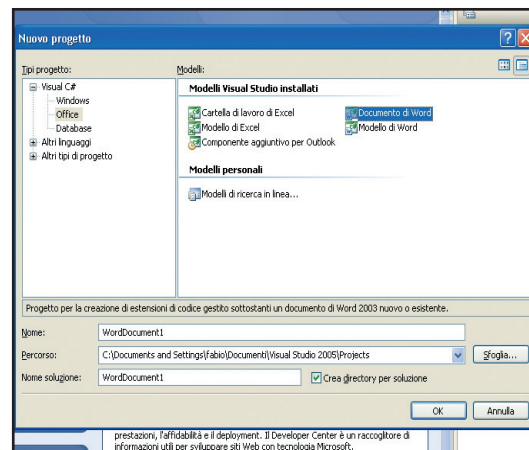 Nuovo progetto
Tipi progetto:
Modelli:
Visual C#
Windows
Office
Database
Altri linguaggi
Altri tipi di progetto
Modelli Visual Studio installati
Cartella di lavoro di Excel
Documento di Word
Modello di Excel
Modello di Word
Componente aggiuntivo per Outlook
Modelli personali
Modelli di ricerca in linea...
Progetto per la creazione di estensioni di codice gestito sottostanti un documento di Word 2003 nuovo o esistente.
Nome:
WordDocument1
Percorso:
C:\Documents and Settings\fabio\Documenti\Visual Studio 2005\Projects
Sfoglia...
Nome soluzione:
WordDocument1
Crea directory per soluzione
OK
Annulla
prestazioni, l'affidabilità e il deployment. Il Developer Center è un raccoglitore di
informazioni utili per sviluppare siti Web con tecnologia Microsoft.